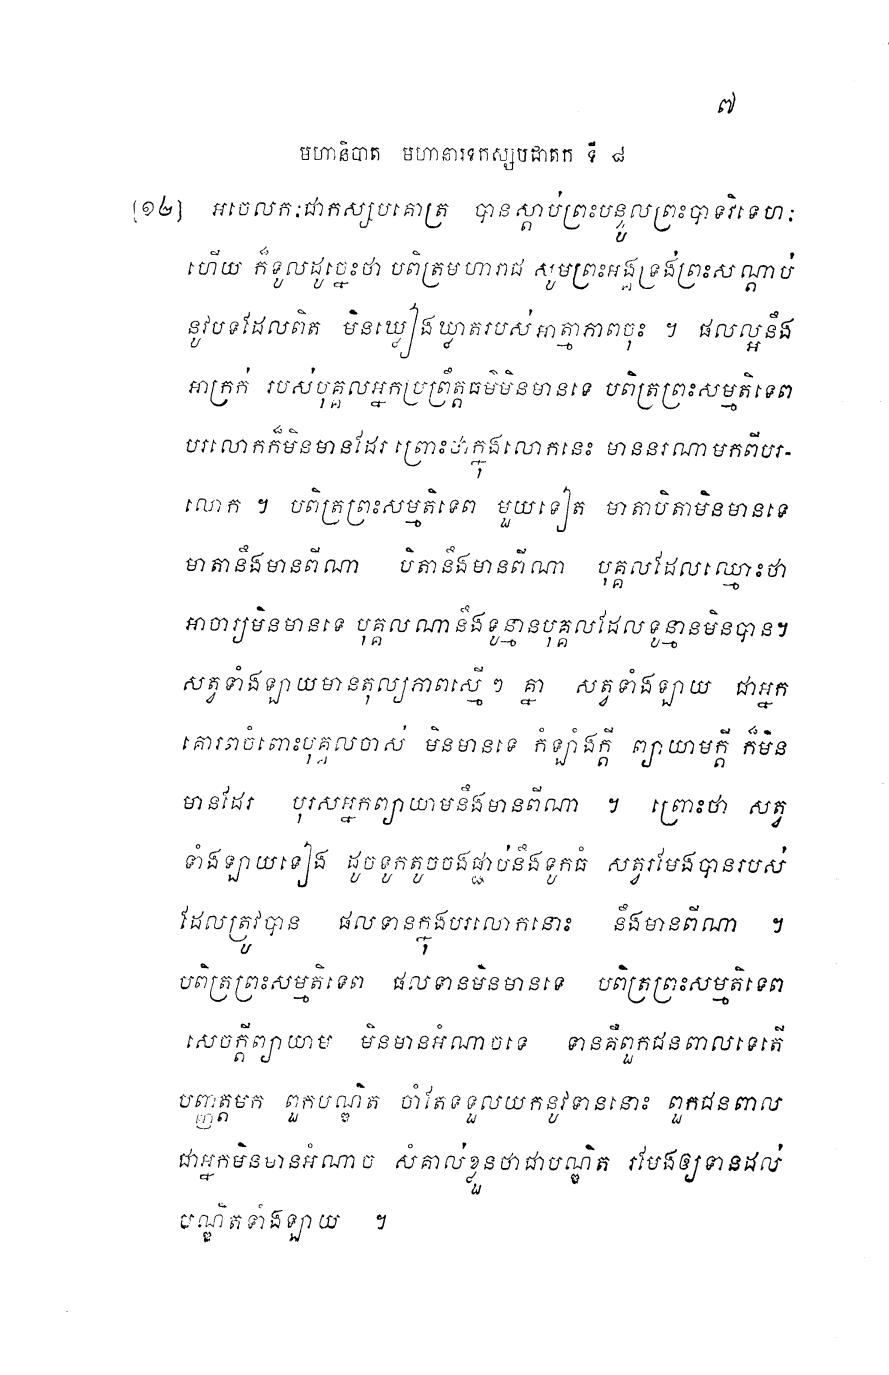 ៧
មហានិបាត មហានារទកស្សបជាតក ទី ៨
[១២] អចេលកៈជាកស្សបគោត្រ បានស្តាប់ព្រះបន្ទូលព្រះបាទវិទេហៈ
ហើយ ក៏ទូលដូច្នេះថា បពិត្រមហារាជ សូមព្រះអង្គទ្រង់ព្រះសណ្តាប់
នូវបទដែលពិត មិនឃ្លៀងឃ្លាតរបស់អាត្មាភាពចុះ ។ ផលល្អនឹង
អាក្រក់ របស់បុគ្គលអ្នកប្រព្រឹត្តធម៌មិនមានទេ បពិត្រព្រះសម្មតិទេព
បរលោកក៏មិនមានដែរ ព្រោះថាក្នុងលោកនេះ មាននរណាមកពីបរ-
លោក ។ បពិត្រព្រះសម្មតិទេព មួយទៀត មាតាបិតាមិនមានទេ
មាតានឹងមានពីណា បិតានឹងមានពីណា បុគ្គលដែលឈ្មោះថា
អាចារ្យមិនមានទេ បុគ្គលណានឹងទូន្មានបុគ្គលដែលទូន្មានមិនបាន។
សត្វទាំងឡាយមានតុល្យភាពស្មើ ៗ គ្នា សត្វទាំងឡាយ ជាអ្នក
គោរពចំពោះបុគ្គលចាស់ មិនមានទេ កំឡាំងក្តី ព្យាយាមក្តី ក៏មិន
មានដែរ បុរសអ្នកព្យាយាមនឹងមានពីណា ។ ព្រោះថា សត្វ
ទាំងឡាយទៀង ដូចទូកតូចចងផ្ជាប់នឹងទូកធំ សត្វរមែងបានរបស់
ដែលត្រូវបាន ផលទានក្នុងបរលោកនោះ នឹងមានពីណា ។
បពិត្រព្រះសម្មតិទេព ផលទានមិនមានទេ បពិត្រព្រះសម្មតិទេព
សេចក្តីព្យាយាម មិនមានអំណាចទេ ទានគឺពួកជនពាលទេតើ
បញ្ញត្តមក ពួកបណ្ឌិត ចាំតែទទួលយកនូវទាននោះ ពួកជនពាល
ជាអ្នកមិនមានអំណាច សំគាល់ខ្លួនថាជាបណ្ឌិត រមែងឲ្យទានដល់
បណ្ឌិតទាំងឡាយ ។